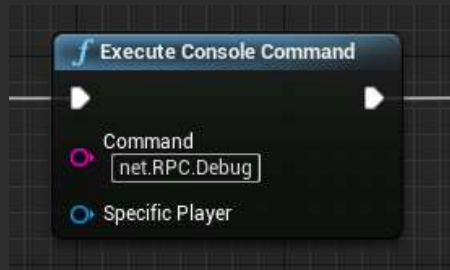 Execute Console Command
Command
net.RPC.Debug
Specific Player